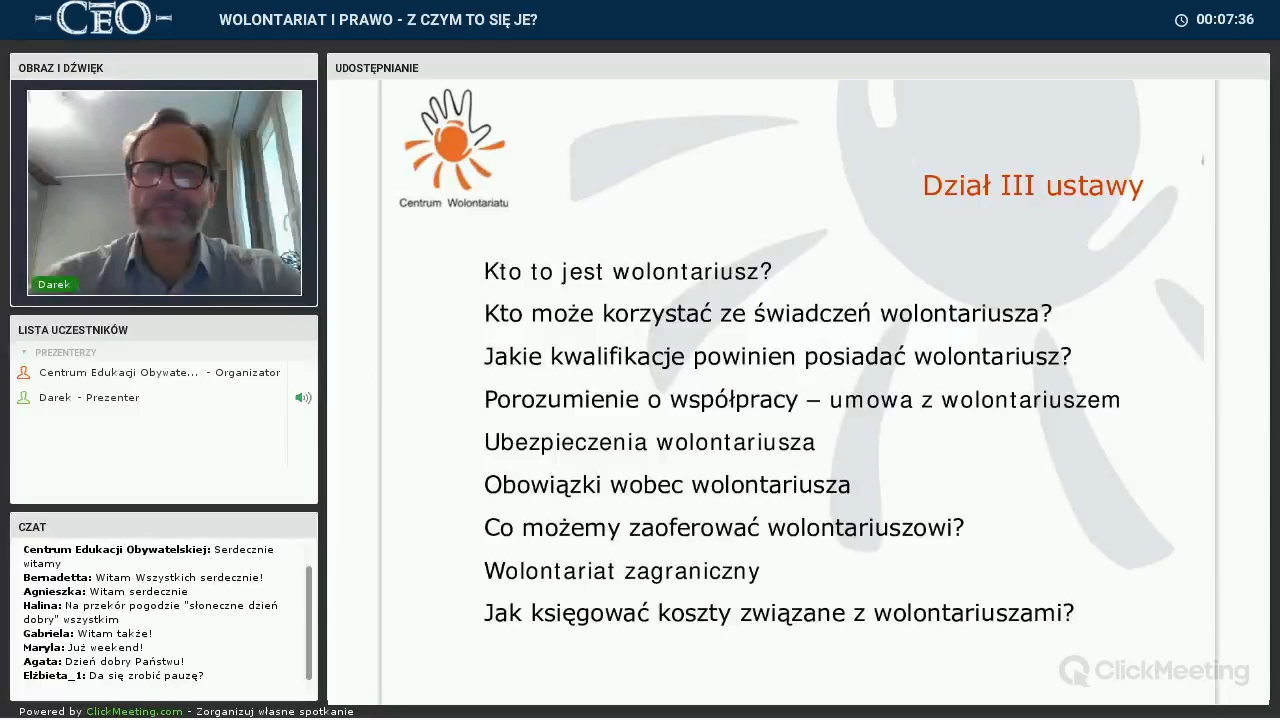 CEO
WOLONTARIAT I PRAWO - Z CZYM TO SIĘ JE?
00:07:36
OBRAZ I DŹWIĘK
Darek
LISTA UCZESTNIKÓW
PREZENTERZY
Centrum Edukacji Obywate... - Organizator
Darek - Prezenter
CZAT
Centrum Edukacji Obywatelskiej: Serdecznie
witamy
Bernadetta: Witam Wszystkich serdecznie!
Agnieszka: Witam serdecznie
Halina: Na przekór pogodzie "słoneczne dzień
dobry" wszystkim
Gabriela: Witam także!
Maryla: Już weekend!
Agata: Dzień dobry Państwu!
Elżbieta_1: Da się zrobić pauzę?
UDOSTĘPNIANIE
Centrum Wolontariatu
Dział III ustawy
Kto to jest wolontariusz?
Kto może korzystać ze świadczeń wolontariusza?
Jakie kwalifikacje powinien posiadać wolontariusz?
Porozumienie o współpracy – umowa z wolontariuszem
Ubezpieczenia wolontariusza
Obowiązki wobec wolontariusza
Co możemy zaoferować wolontariuszowi?
Wolontariat zagraniczny
Jak księgować koszty związane z wolontariuszami?
ClickMeeting
Powered by ClickMeeting.com - Zorganizuj własne spotkanie